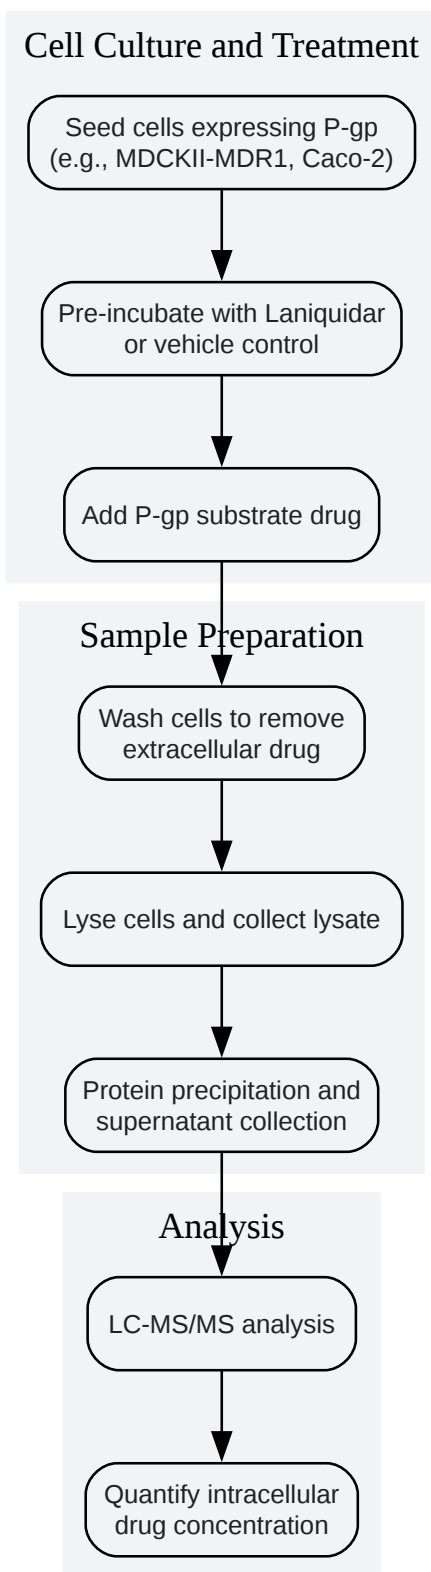 Cell Culture and Treatment
Seed cells expressing P-gp
(e.g., MDCKII-MDR1, Caco-2)
Pre-incubate with Laniquidar
or vehicle control
Add P-gp substrate drug
Sample Preparation
Wash cells to remove
extracellular drug
Lyse cells and collect lysate
Protein precipitation and
supernatant collection
Analysis
LC-MS/MS analysis
Quantify intracellular
drug concentration